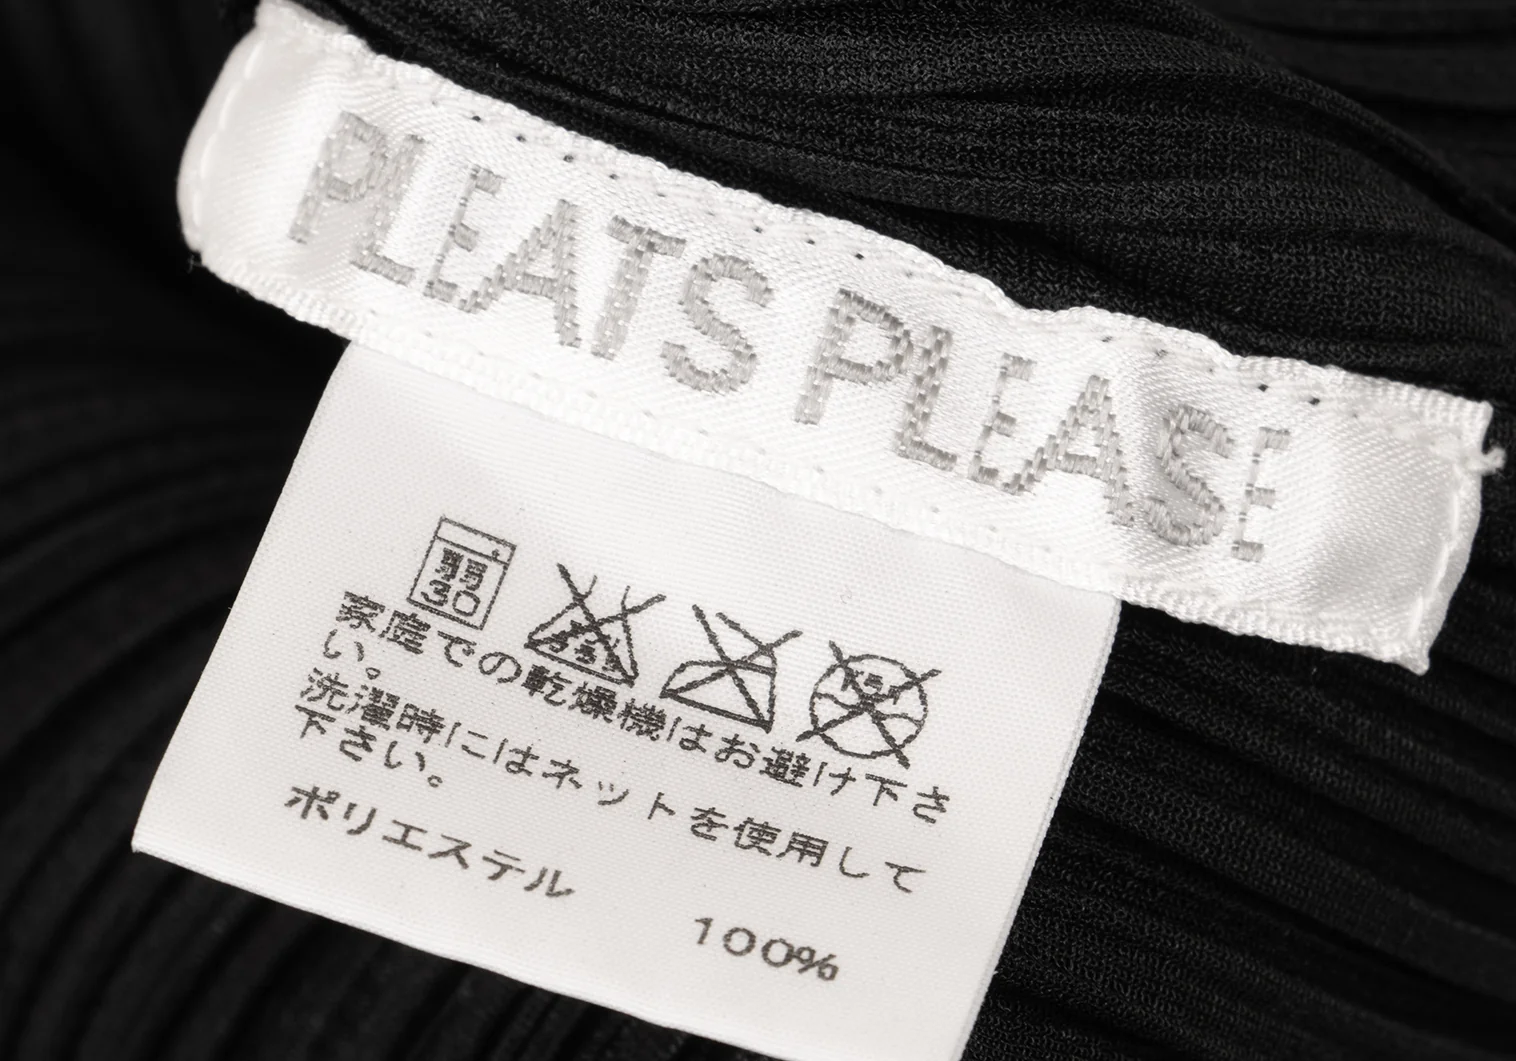 PLEATS PLEASE
弱
30
家庭での乾燥機はお避け下さ
い。
洗濯時にはネットを使用して
下さい。
ポリエステル
100%